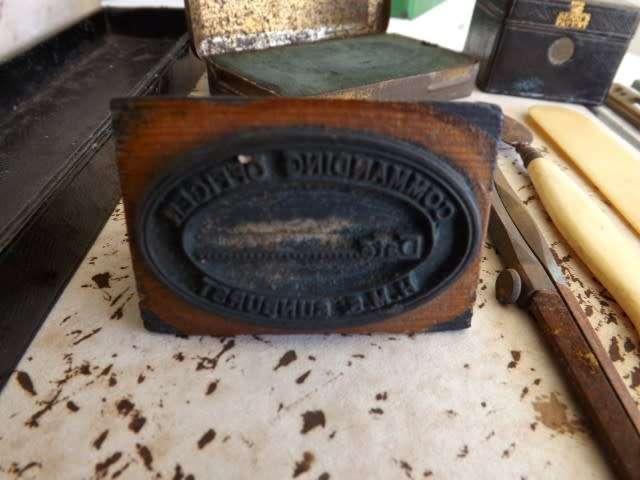 COMMANDING OFFICER
Date
H.M.S.